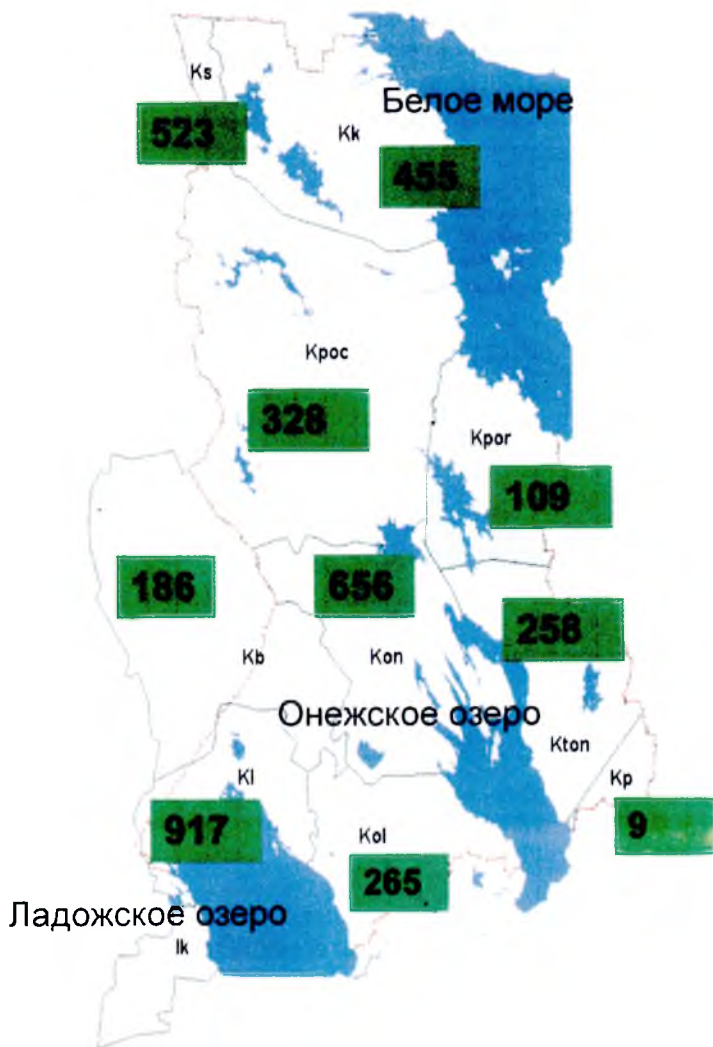 Ks
Белое море
523
Kk
455
Kpoc
328
Kpor
109
186
656
258
Kb
Kon
Онежское озеро
Kton
Kl
Kp
917
Kol
9
265
Ладожское озеро
Ik